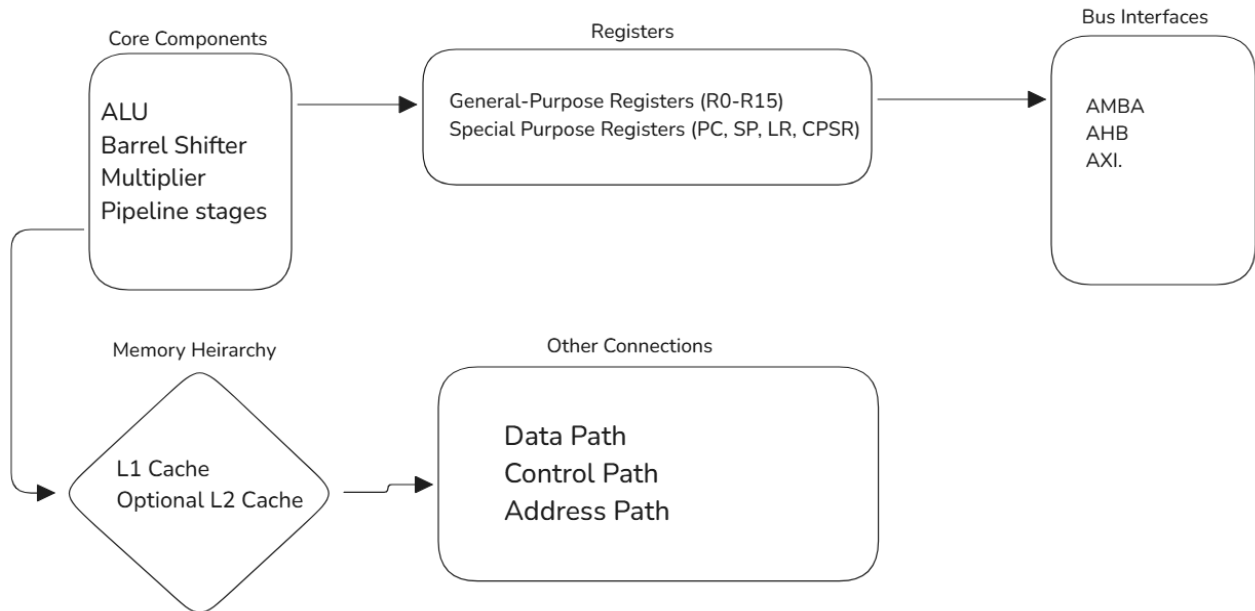 Core Components
ALU
Barrel Shifter
Multiplier
Pipeline stages
Registers
General-Purpose Registers (R0-R15)
Special Purpose Registers (PC, SP, LR, CPSR)
Bus Interfaces
AMBA
AHB
AXI.
Memory Heirarchy
L1 Cache
Optional L2 Cache
Other Connections
Data Path
Control Path
Address Path